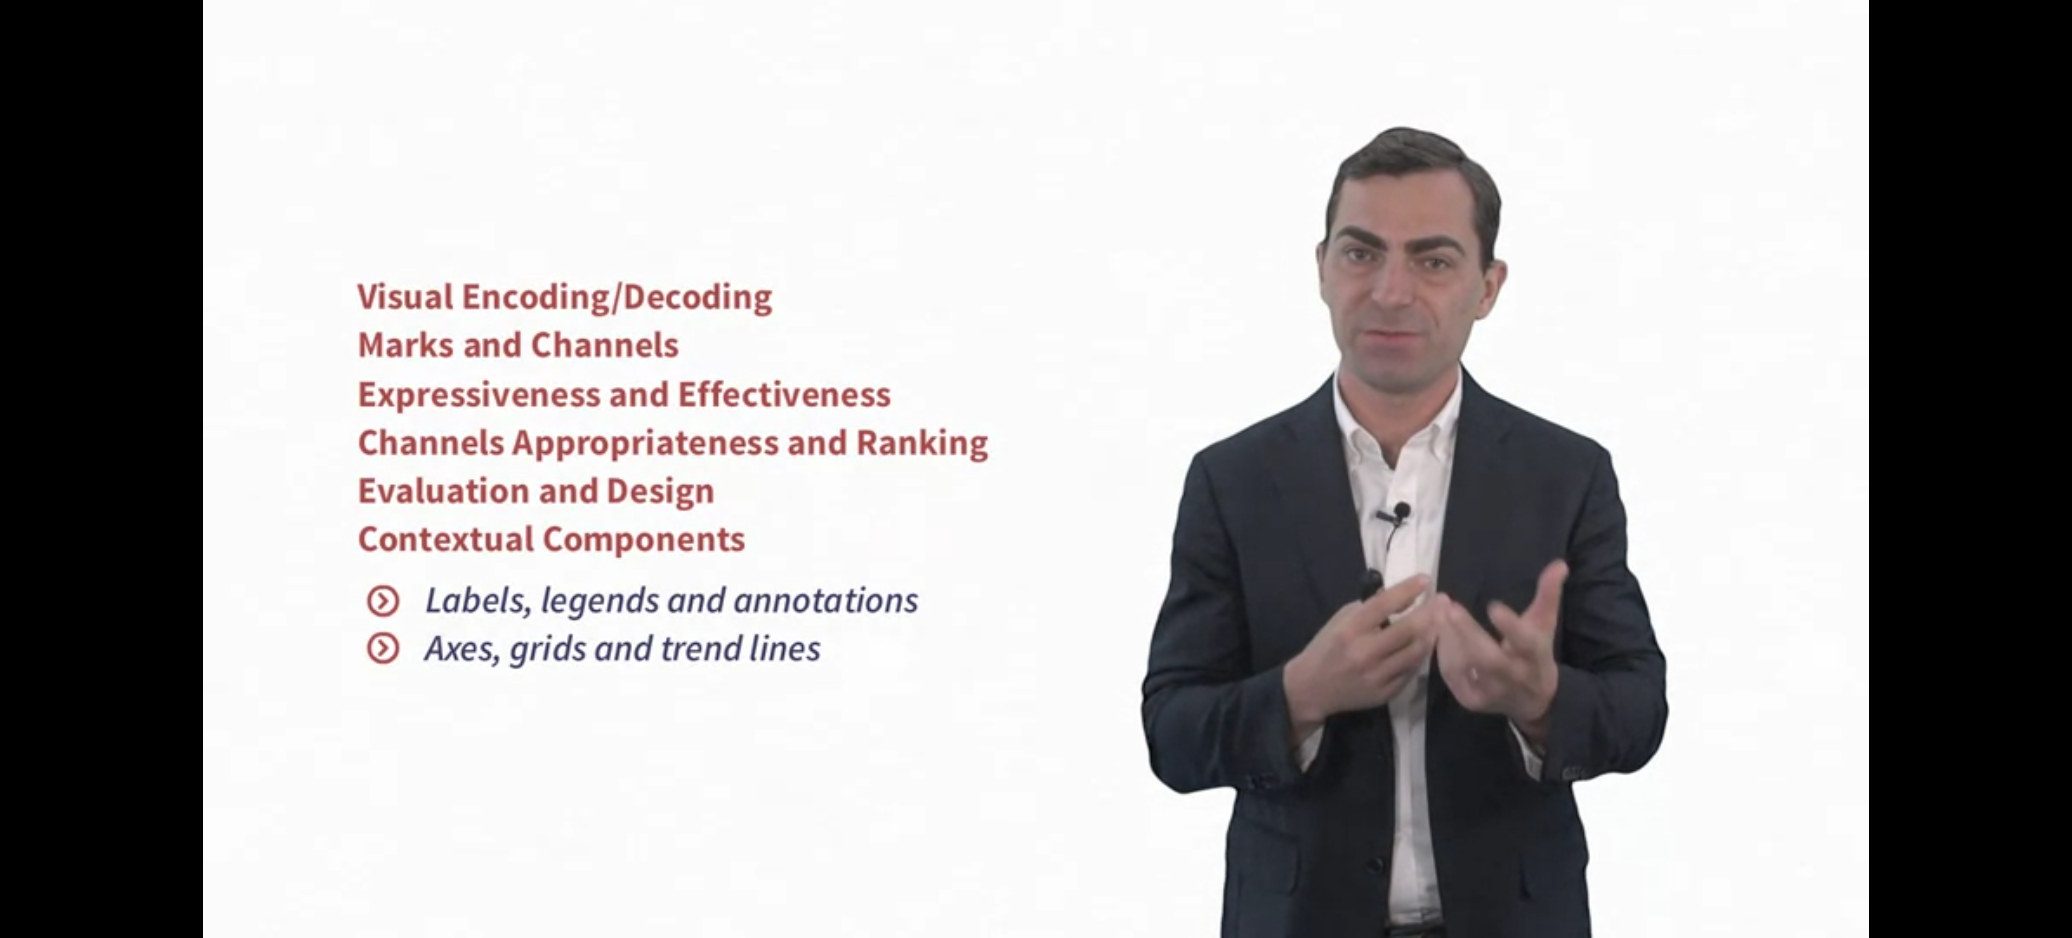 Visual Encoding/Decoding
Marks and Channels
Expressiveness and Effectiveness
Channels Appropriateness and Ranking
Evaluation and Design
Contextual Components
Labels, legends and annotations
Axes, grids and trend lines